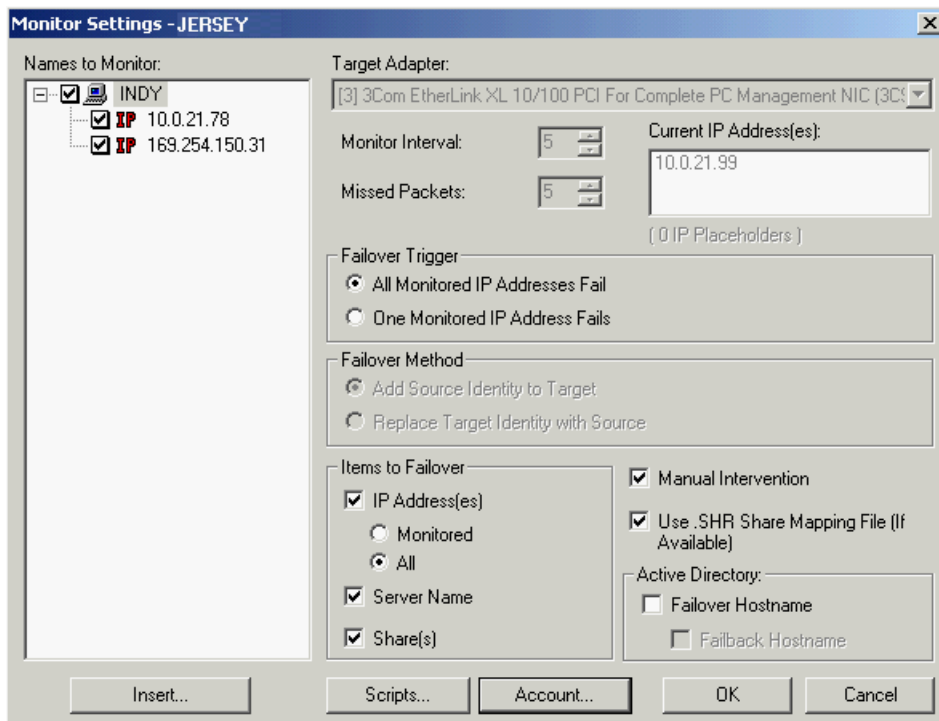 Monitor Settings - JERSEY
Names to Monitor:
INDY
IP 10.0.21.78
IP 169.254.150.31
Target Adapter:
[3] 3Com EtherLink XL 10/100 PCI For Complete PC Management NIC (3C9
Monitor Interval:
5
Missed Packets:
5
Current IP Address(es):
10.0.21.99
( 0 IP Placeholders )
Failover Trigger
All Monitored IP Addresses Fail
One Monitored IP Address Fails
Failover Method
Add Source Identity to Target
Replace Target Identity with Source
Items to Failover
IP Address(es)
Monitored
All
Server Name
Share(s)
Manual Intervention
Use .SHR Share Mapping File (If
Available)
Active Directory:
Failover Hostname
Failback Hostname
Insert...
Scripts...
Account...
OK
Cancel